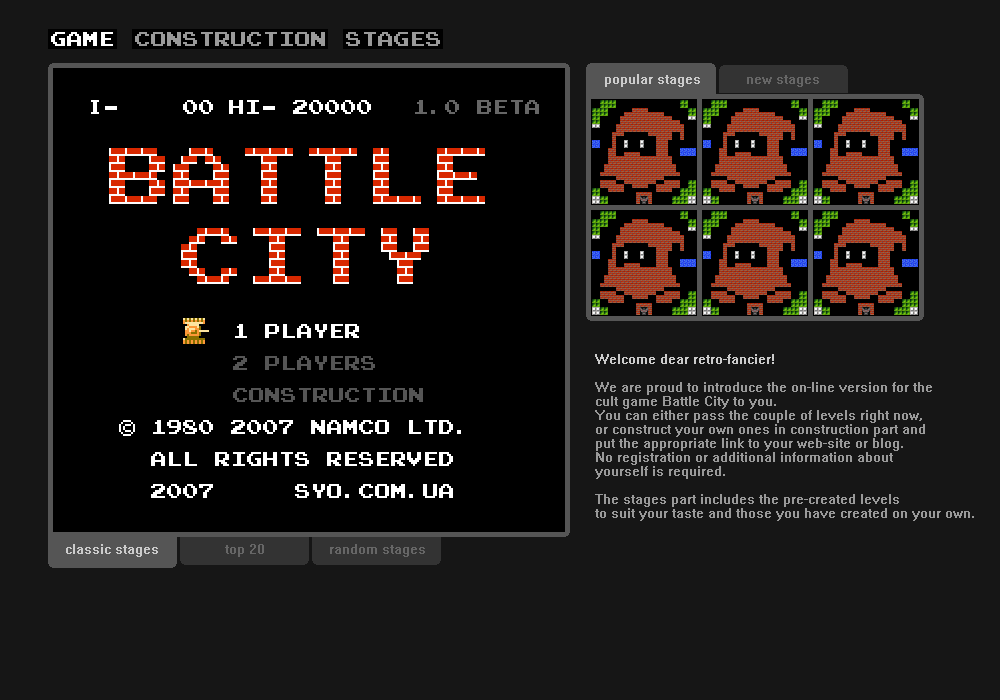 GAME CONSTRUCTION STAGES
popular stages new stages
I- 00 HI- 20000 1.0 BETA
BATTLE
CITY
1 PLAYER
2 PLAYERS
CONSTRUCTION
© 1980 2007 NAMCO LTD.
ALL RIGHTS RESERVED
2007 SYO.COM.UA
classic stages top 20 random stages
Welcome dear retro-fancier!
We are proud to introduce the on-line version for the
cult game Battle City to you.
You can either pass the couple of levels right now,
or construct your own ones in construction part and
put the appropriate link to your web-site or blog.
No registration or additional information about
yourself is required.
The stages part includes the pre-created levels
to suit your taste and those you have created on your own.